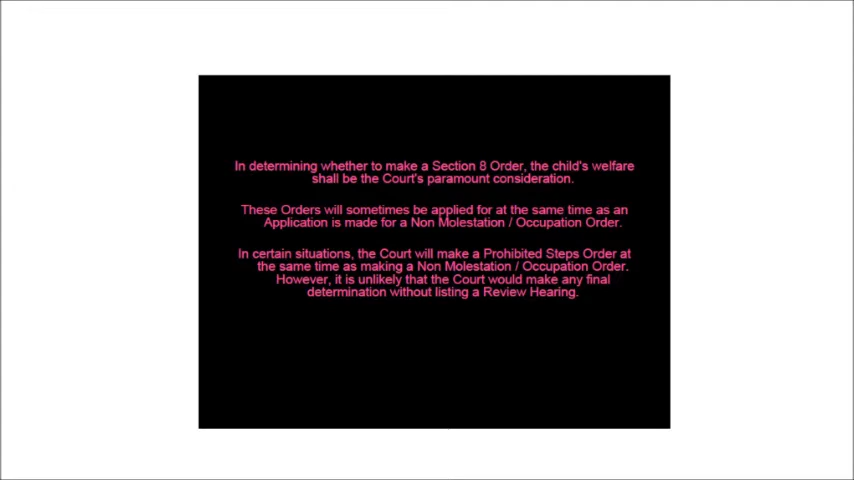 In determining whether to make a Section 8 Order, the child's welfare
shall be the Court's paramount consideration.
These Orders will sometimes be applied for at the same time as an
Application is made for a Non Molestation / Occupation Order.
In certain situations, the Court will make a Prohibited Steps Order at
the same time as making a Non Molestation / Occupation Order.
However, it is unlikely that the Court would make any final
determination without listing a Review Hearing.